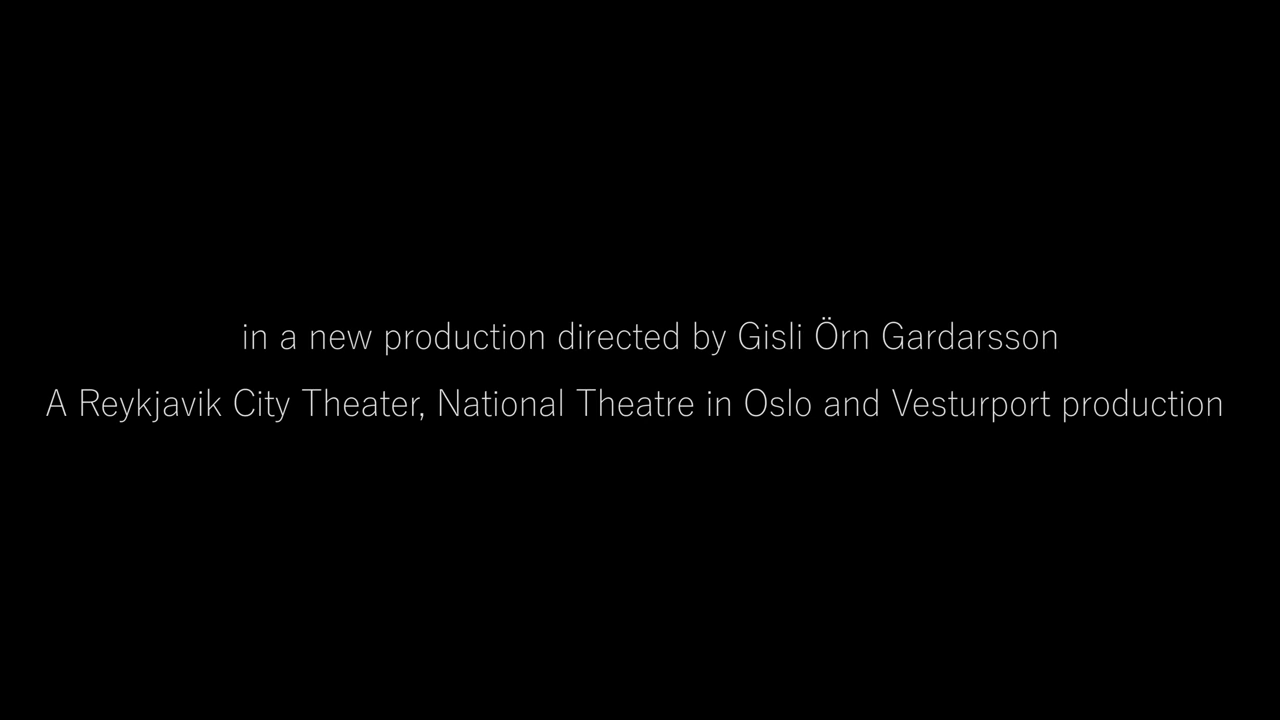 in a new production directed by Gisli Örn Gardarsson
A Reykjavik City Theater, National Theatre in Oslo and Vesturport production